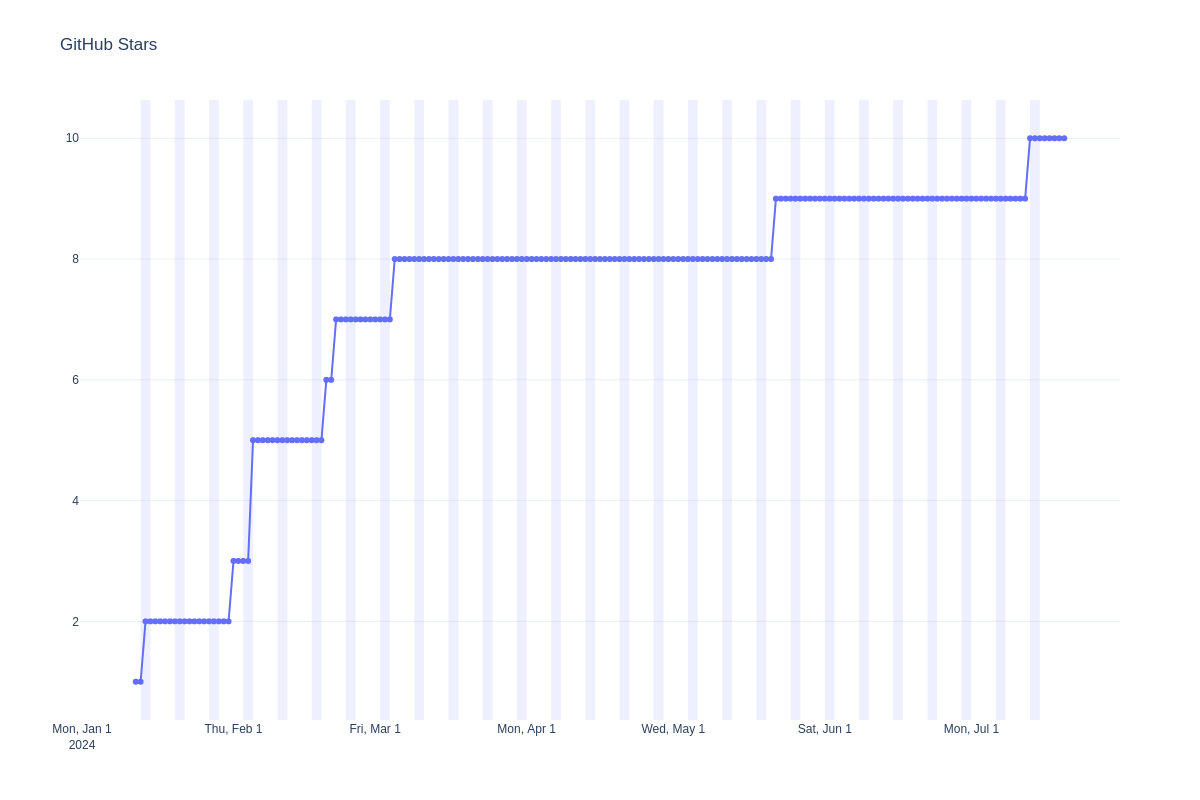 GitHub Stars
10
8
6
4
2
Mon, Jan 1
2024
Thu, Feb 1
Fri, Mar 1
Mon, Apr 1
Wed, May 1
Sat, Jun 1
Mon, Jul 1